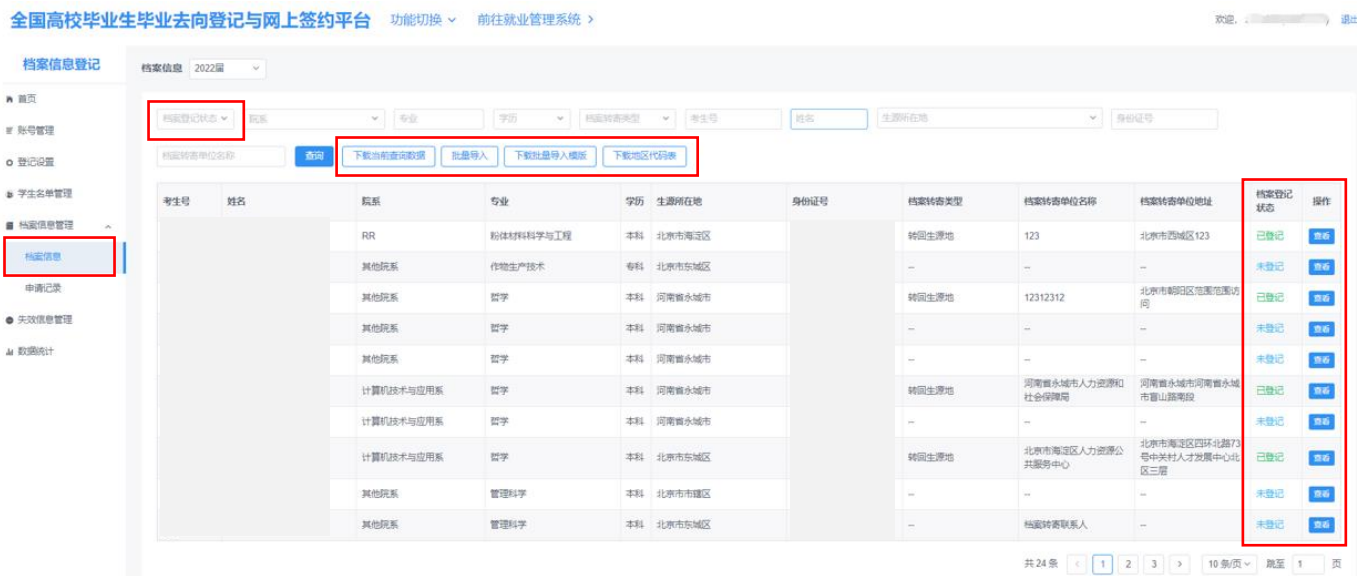 全国高校毕业生毕业去向登记与网上签约平台 功能切换 前往就业管理系统 >
欢迎, 退出
档案信息登记
首页
账号管理
登记设置
学生名单管理
档案信息管理
档案信息
申请记录
失效信息管理
数据统计
档案信息 2022届
档案登记状态 院系 专业 学历 档案转寄类型 考生号 姓名 生源所在地 身份证号
档案转寄单位名称 查询 下载当前查询数据 批量导入 下载批量导入模版 下载地区代码表
考生号 姓名 院系 专业 学历 生源所在地 身份证号 档案转寄类型 档案转寄单位名称 档案转寄单位地址 档案登记状态 操作
RR 粉体材料科学与工程 本科 北京市海淀区 转回生源地 123 北京市西城区123 已登记 查看
其他院系 作物生产技术 专科 北京市东城区 -- -- -- 未登记 查看
其他院系 哲学 本科 河南省永城市 转回生源地 12312312 北京市朝阳区范围范围访问 已登记 查看
其他院系 哲学 本科 河南省永城市 -- -- -- 未登记 查看
其他院系 哲学 本科 河南省永城市 -- -- -- 未登记 查看
计算机技术与应用系 哲学 本科 河南省永城市 转回生源地 河南省永城市人力资源和社会保障局 河南省永城市河南省永城市芒山路南段 已登记 查看
计算机技术与应用系 哲学 本科 河南省永城市 -- -- -- 未登记 查看
计算机技术与应用系 哲学 本科 北京市东城区 转回生源地 北京市海淀区人力资源公共服务中心 北京市海淀区四环北路73号中关村人才发展中心北区三层 已登记 查看
其他院系 管理科学 本科 北京市市辖区 -- -- -- 未登记 查看
其他院系 管理科学 本科 北京市东城区 -- 档案转寄联系人 -- 未登记 查看
共 24 条 < 1 2 3 > 10 条/页 跳至 1 页